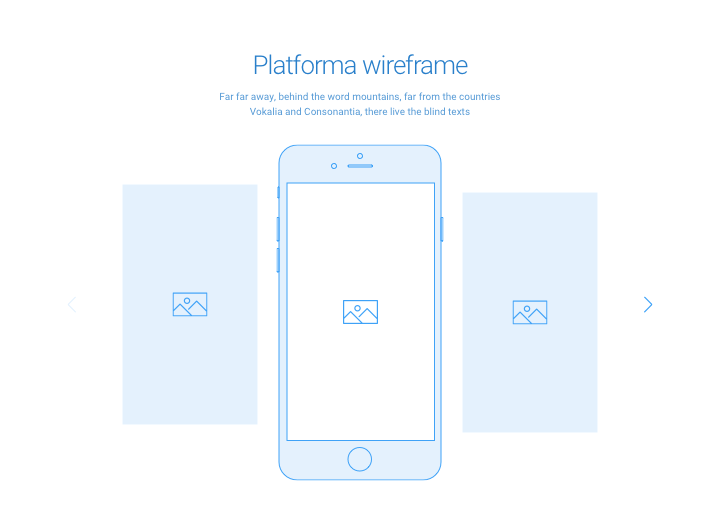 Platforma wireframe
Far far away, behind the word mountains, far from the countries
Vokalia and Consonantia, there live the blind texts